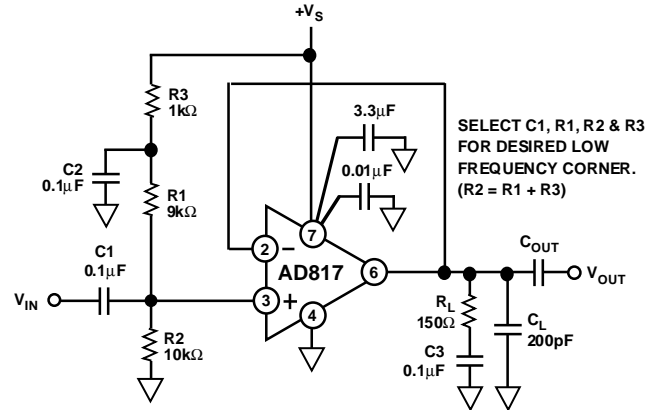 +VS
R3
1kΩ
3.3µF
SELECT C1, R1, R2 & R3
FOR DESIRED LOW
FREQUENCY CORNER.
(R2 = R1 + R3)
C2
0.1µF
0.01µF
R1
9kΩ
7
2
−
AD817
6
COUT
VOUT
C1
0.1µF
VIN
3
+
4
RL
150Ω
CL
200pF
R2
10kΩ
C3
0.1µF